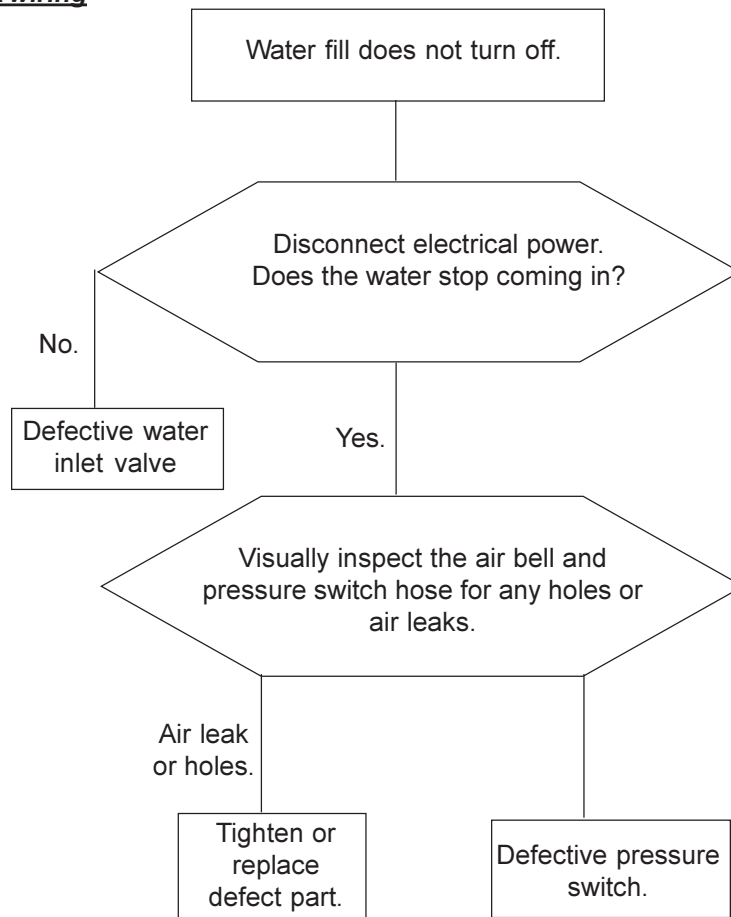 wiring
Water fill does not turn off.
Disconnect electrical power.
Does the water stop coming in?
No.
Defective water
inlet valve
Yes.
Visually inspect the air bell and
pressure switch hose for any holes or
air leaks.
Air leak
or holes.
Tighten or
replace
defect part.
Defective pressure
switch.